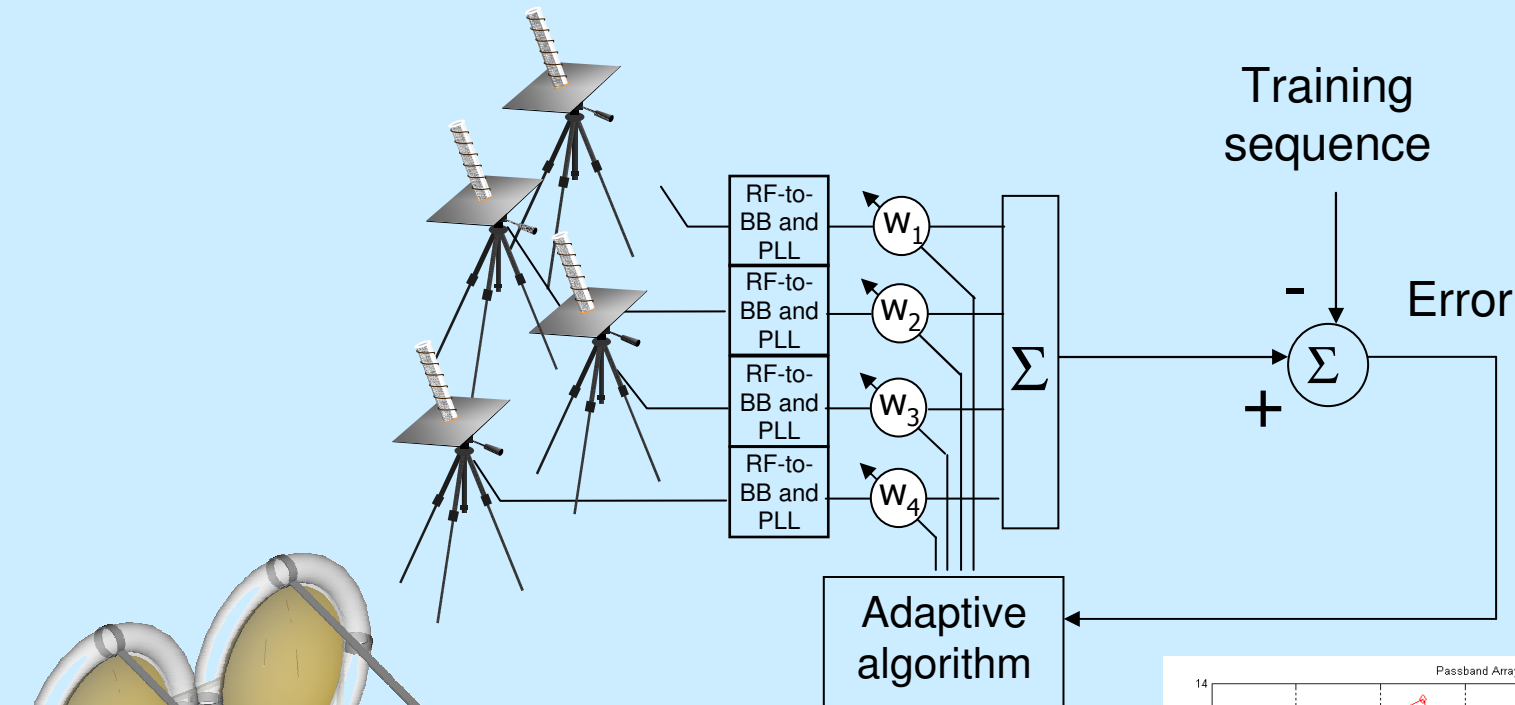 Training
sequence
RF-to-
BB and
PLL
w1
RF-to-
BB and
PLL
w2
RF-to-
BB and
PLL
w3
RF-to-
BB and
PLL
w4
Σ
-
+
Σ
Error
Adaptive
algorithm
Passband Array
14